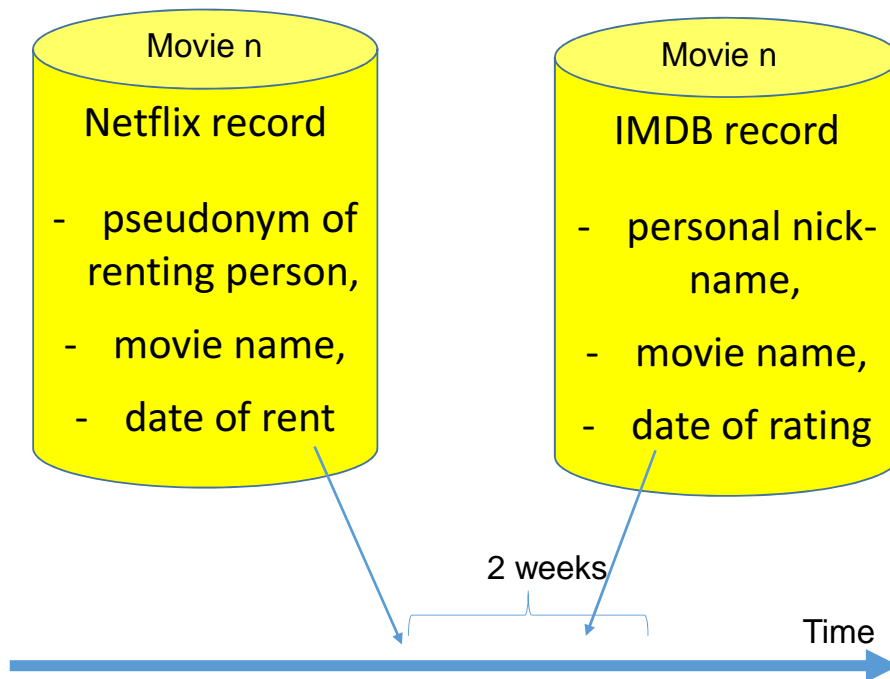 Movie n
Netflix record
- pseudonym of
renting person,
- movie name,
- date of rent
Movie n
IMDB record
- personal nick-
name,
- movie name,
- date of rating
2 weeks
Time